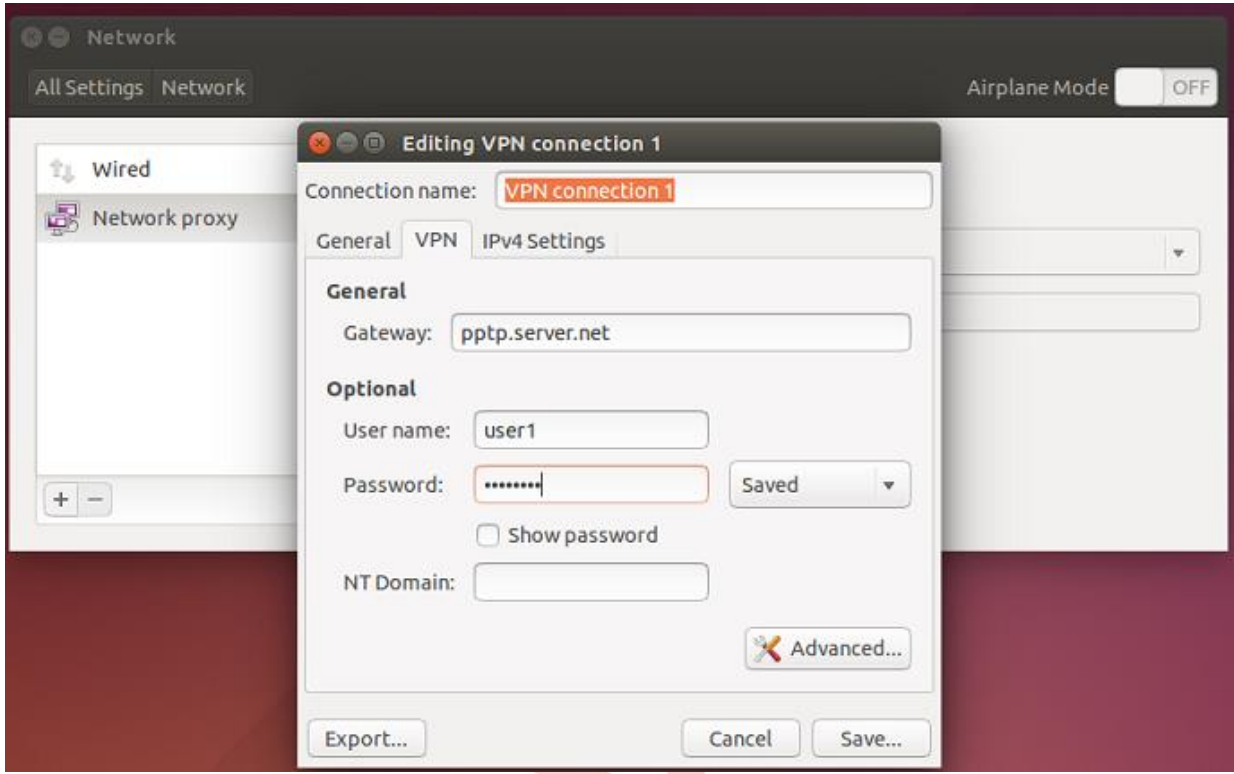 Network
All Settings Network Airplane Mode OFF
Editing VPN connection 1
Wired
Network proxy
Connection name: VPN connection 1
General VPN IPv4 Settings
General
Gateway: pptp.server.net
Optional
User name: user1
Password: •••••••• Saved
Show password
NT Domain:
Advanced...
+ −
Export... Cancel Save...